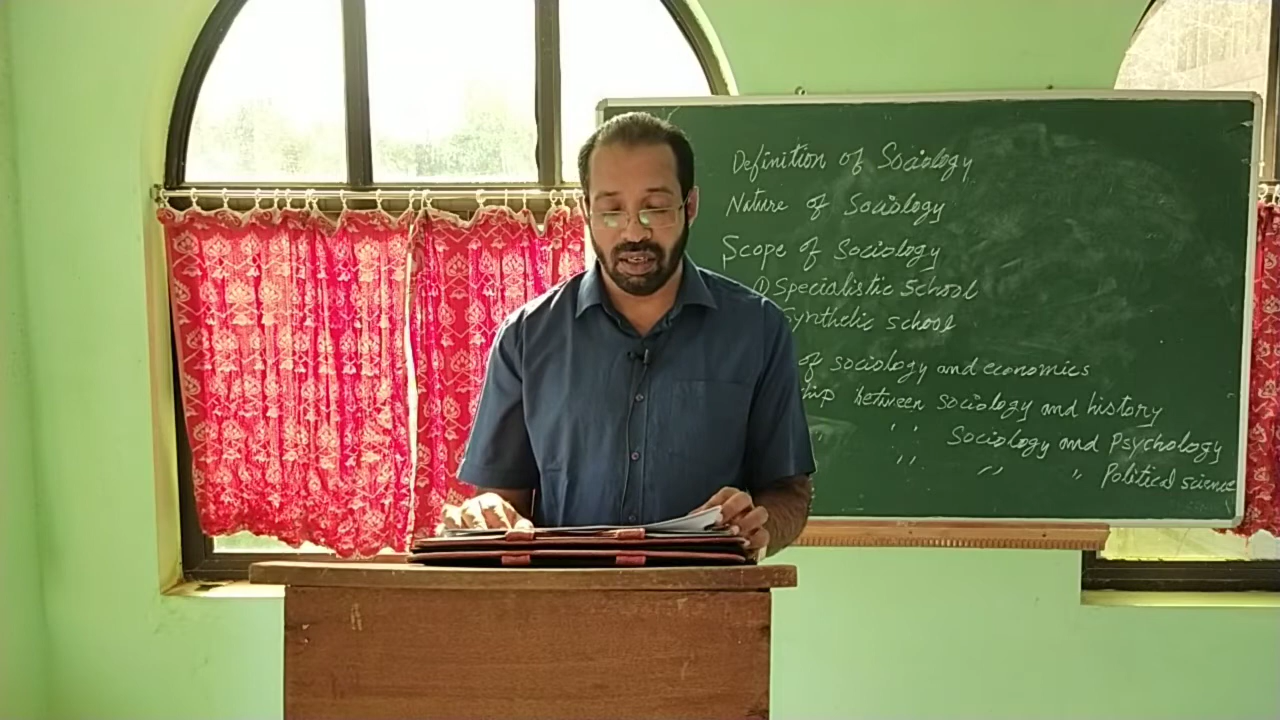 Definition of Sociology
Nature of Sociology
Scope of Sociology
① Specialistic School
Synthetic School
of sociology and economics
between sociology and history
" Sociology and Psychology
" " " Political science